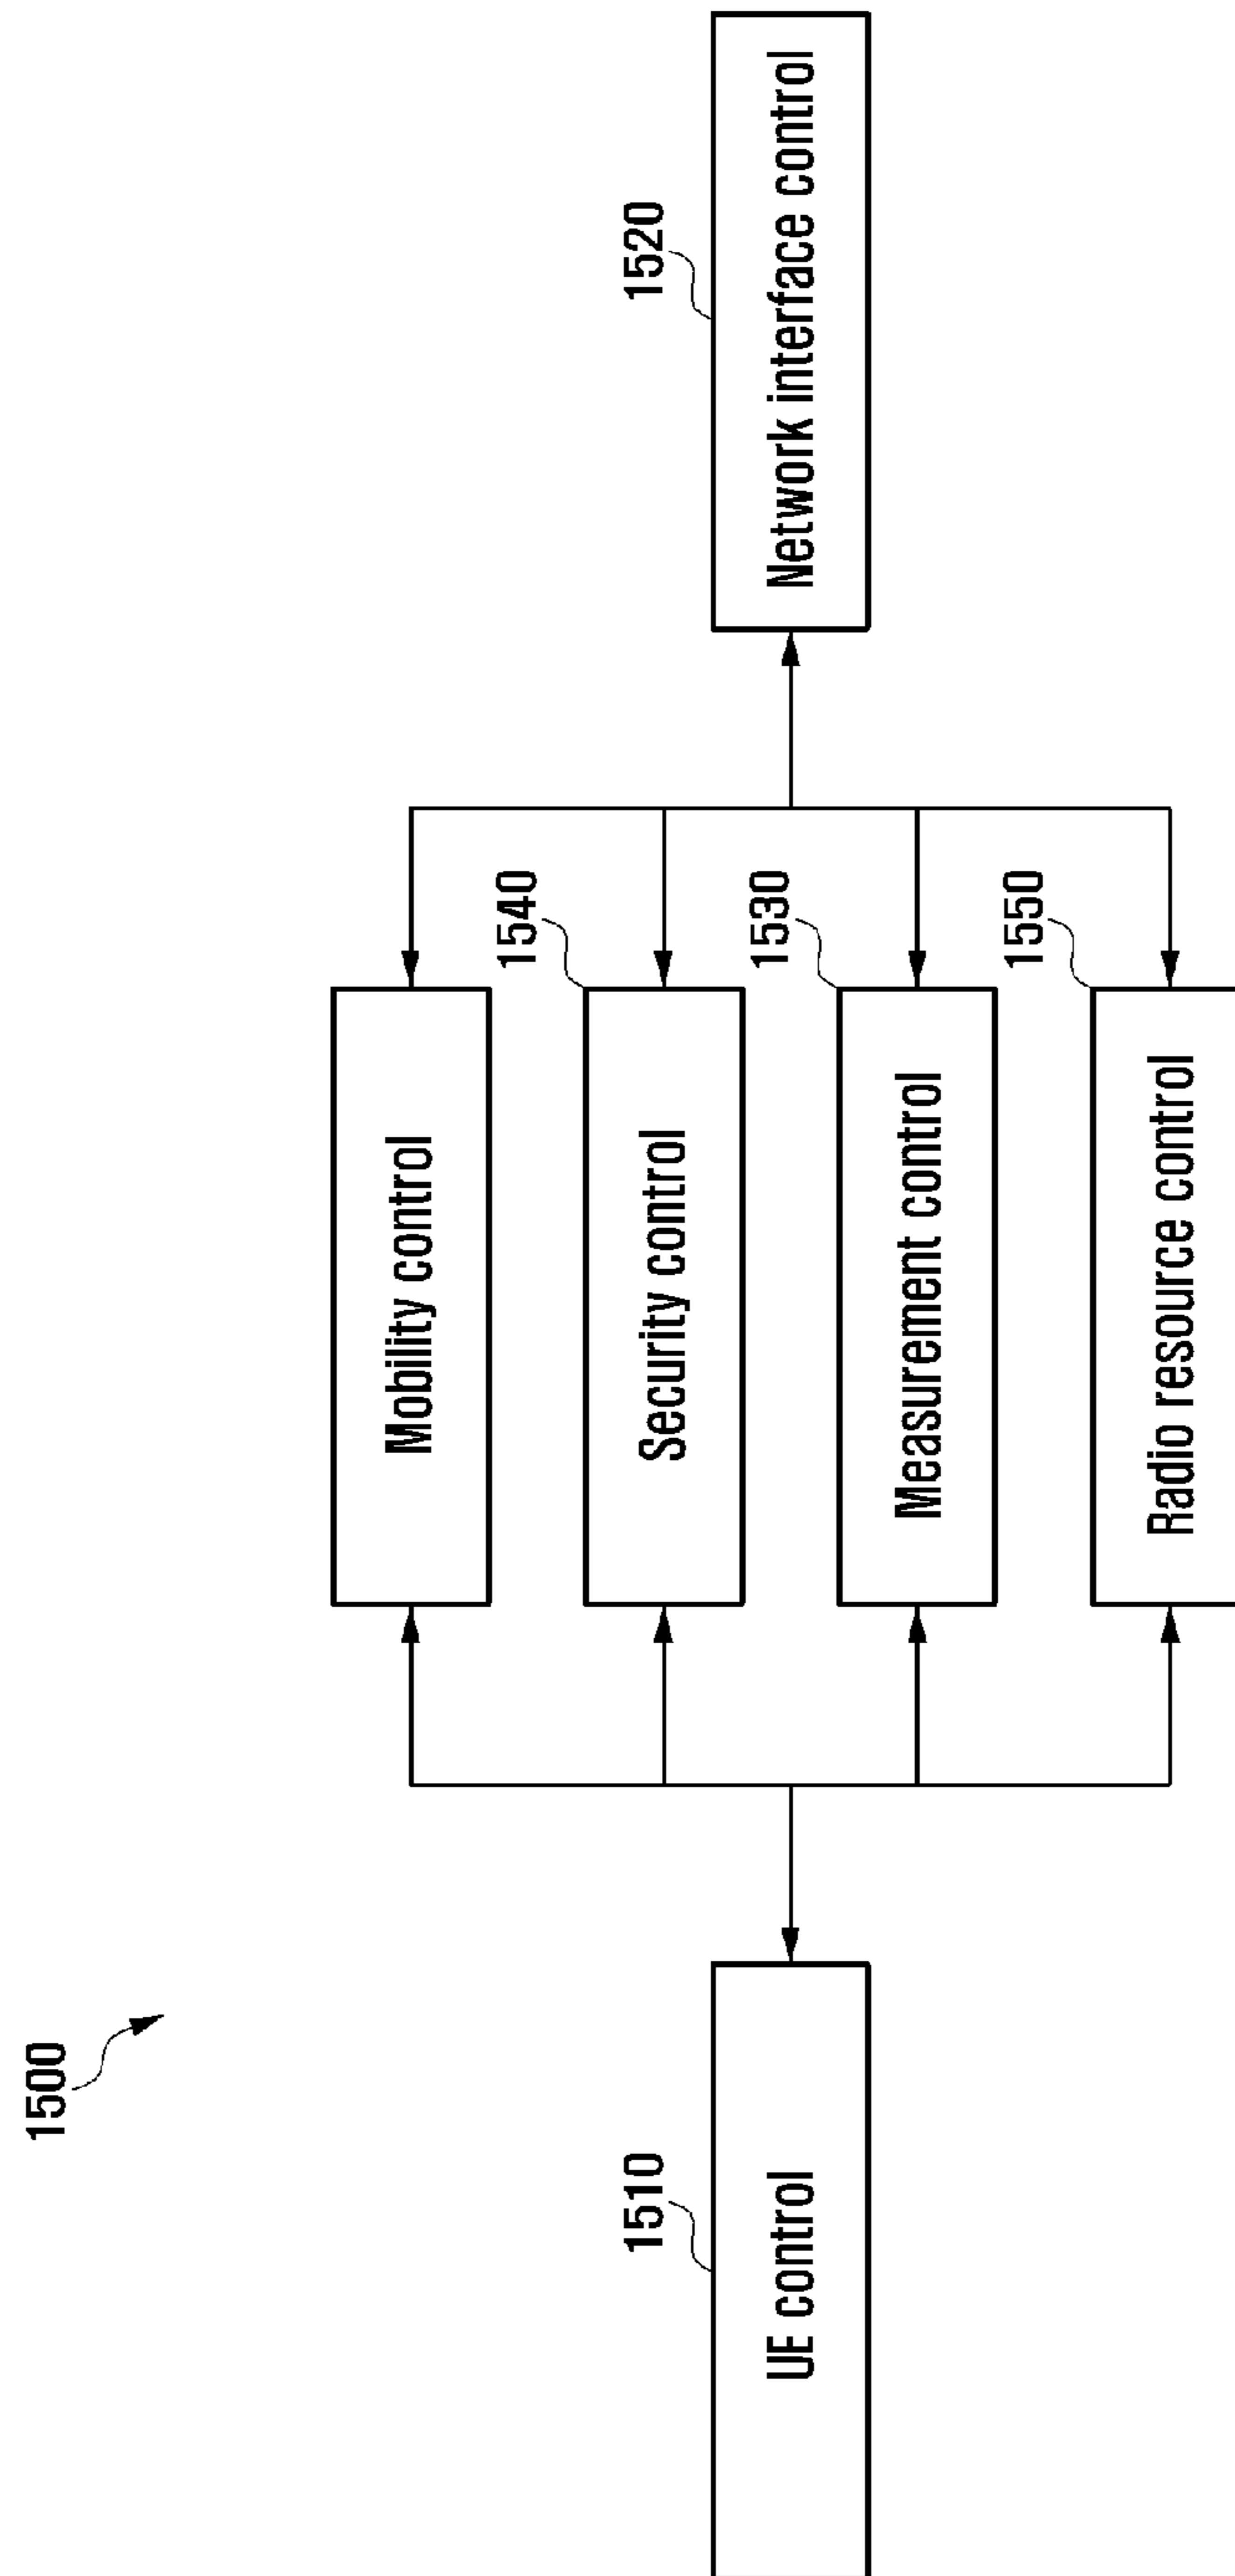 1500
1510
UE control
Mobility control
1540
Security control
1530
Measurement control
1550
Radio resource control
1520
Network interface control